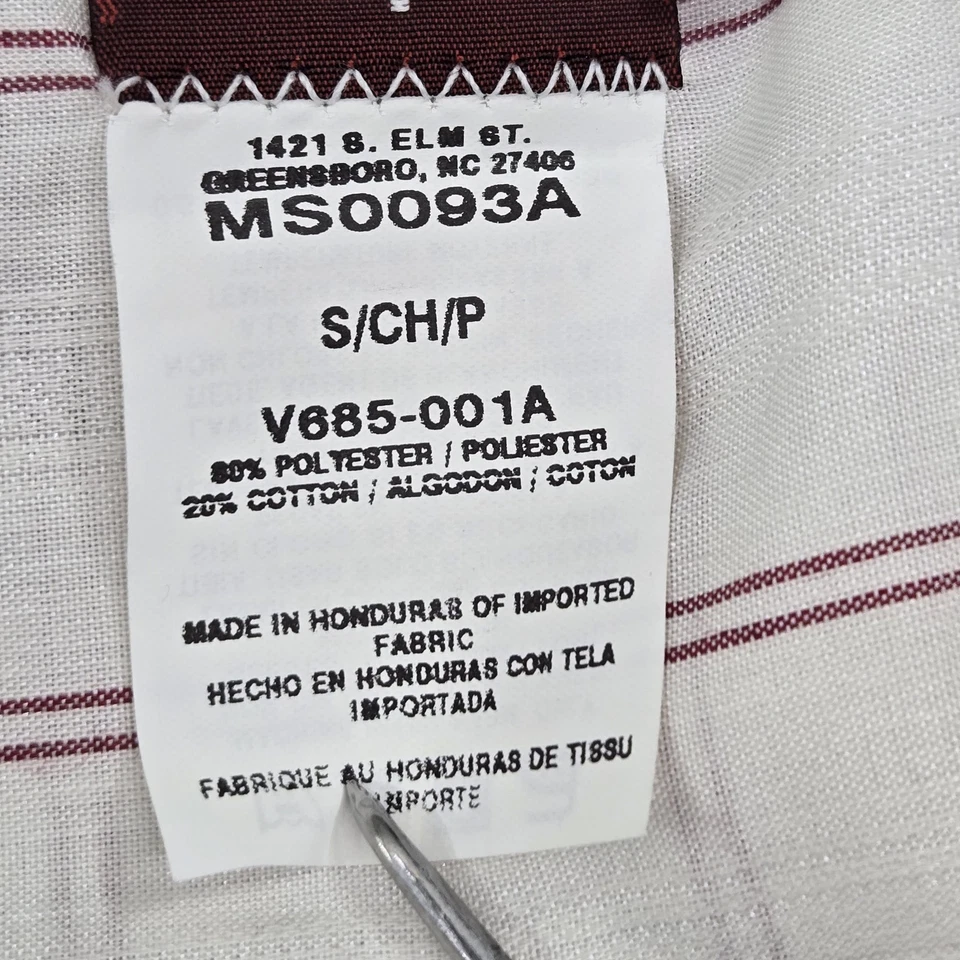 1421 S. ELM ST.
GREENSBORO, NC 27406
MS0093A
S/CH/P
V685-001A
80% POLYESTER / POLIESTER
20% COTTON / ALGODON / COTON
MADE IN HONDURAS OF IMPORTED
FABRIC
HECHO EN HONDURAS CON TELA
IMPORTADA
FABRIQUE AU HONDURAS DE TISSU
IMPORTE